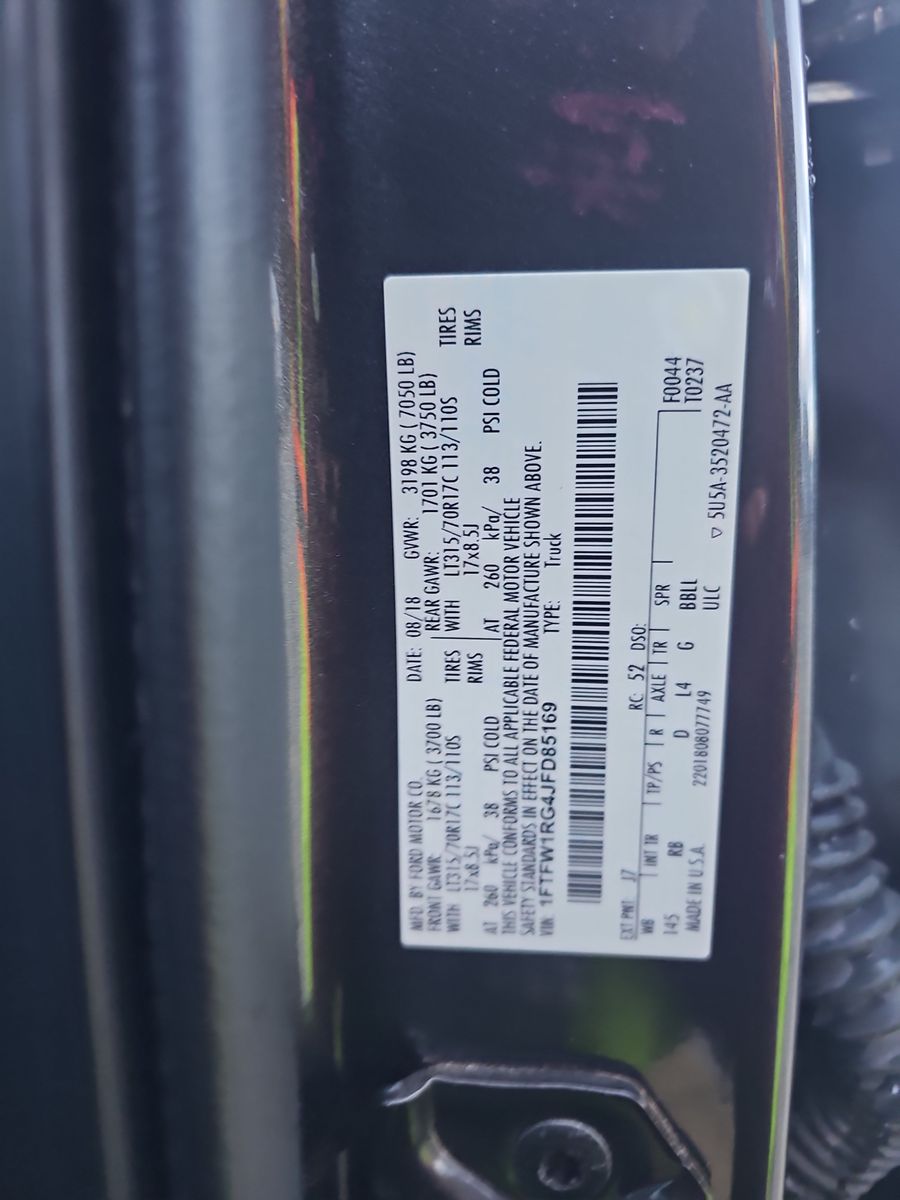 MFD. BY FORD MOTOR CO.
DATE: 08/18 GVWR: 3198 KG ( 7050 LB)
FRONT GAWR: 1678 KG ( 3700 LB)
REAR GAWR: 1701 KG ( 3750 LB)
WITH LT315/70R17C 113/110S TIRES
WITH LT315/70R17C 113/110S TIRES
17x8.5J RIMS
17x8.5J RIMS
AT 260 kPa/ 38 PSI COLD
AT 260 kPa/ 38 PSI COLD
THIS VEHICLE CONFORMS TO ALL APPLICABLE FEDERAL MOTOR VEHICLE
SAFETY STANDARDS IN EFFECT ON THE DATE OF MANUFACTURE SHOWN ABOVE.
VIN: 1FTFW1RG4JFD85169 TYPE: Truck
EXT PNT: J7 RC: 52 DSO:
WB INT TR TP/PS R AXLE TR SPR F0044
145 RB D L4 G BBLL T0237
MADE IN U.S.A. 2201808077749 ULC ▽ 5U5A-3520472-AA